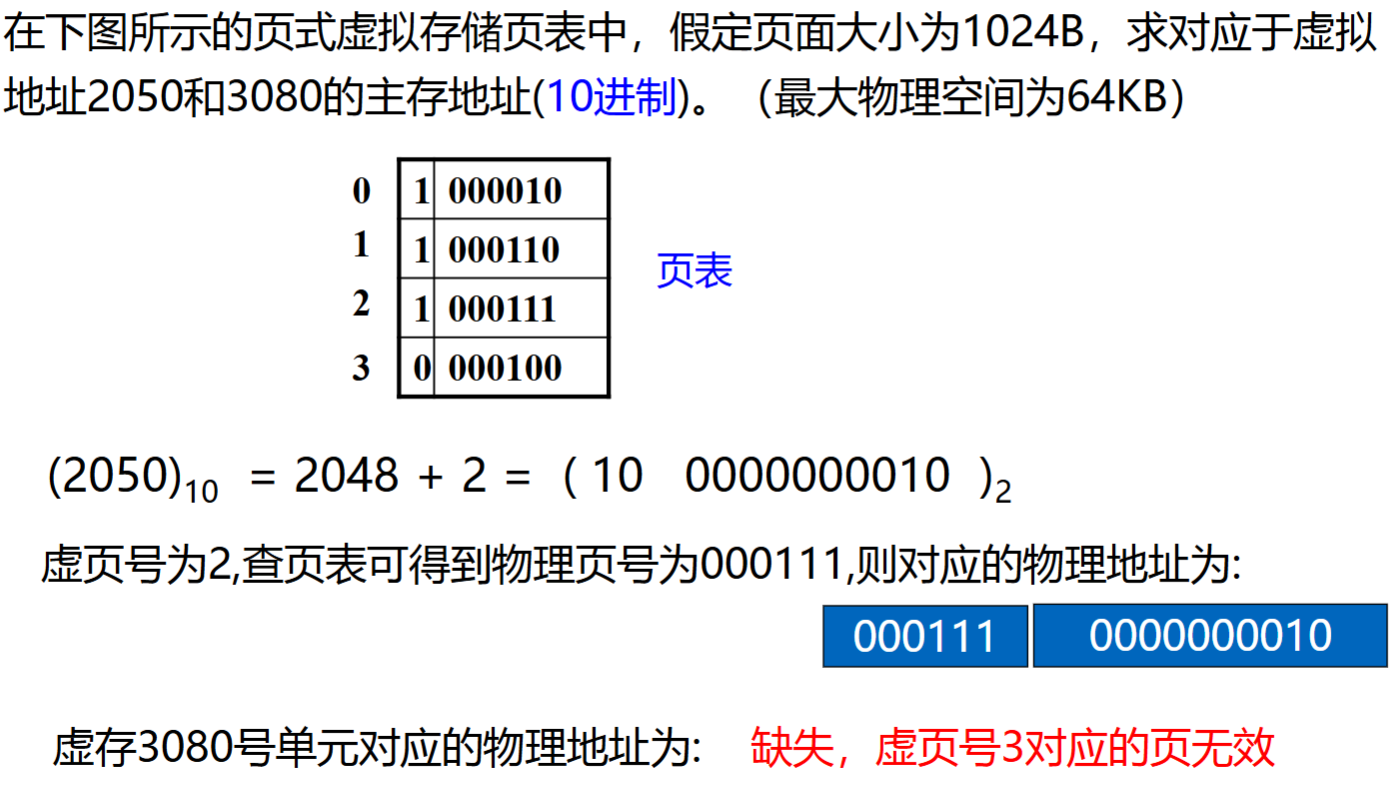 在下图所示的页式虚拟存储页表中，假定页面大小为1024B，求对应于虚拟
地址2050和3080的主存地址(10进制)。（最大物理空间为64KB）
0 1 000010
1 1 000110
2 1 000111
3 0 000100
页表
(2050)10 = 2048 + 2 = ( 10 0000000010 )2
虚页号为2,查页表可得到物理页号为000111,则对应的物理地址为:
000111 0000000010
虚存3080号单元对应的物理地址为: 缺失，虚页号3对应的页无效